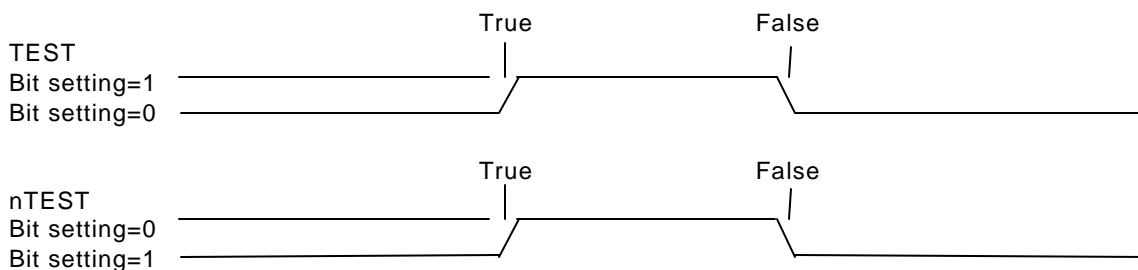 True False
TEST
Bit setting=1
Bit setting=0
True False
nTEST
Bit setting=0
Bit setting=1